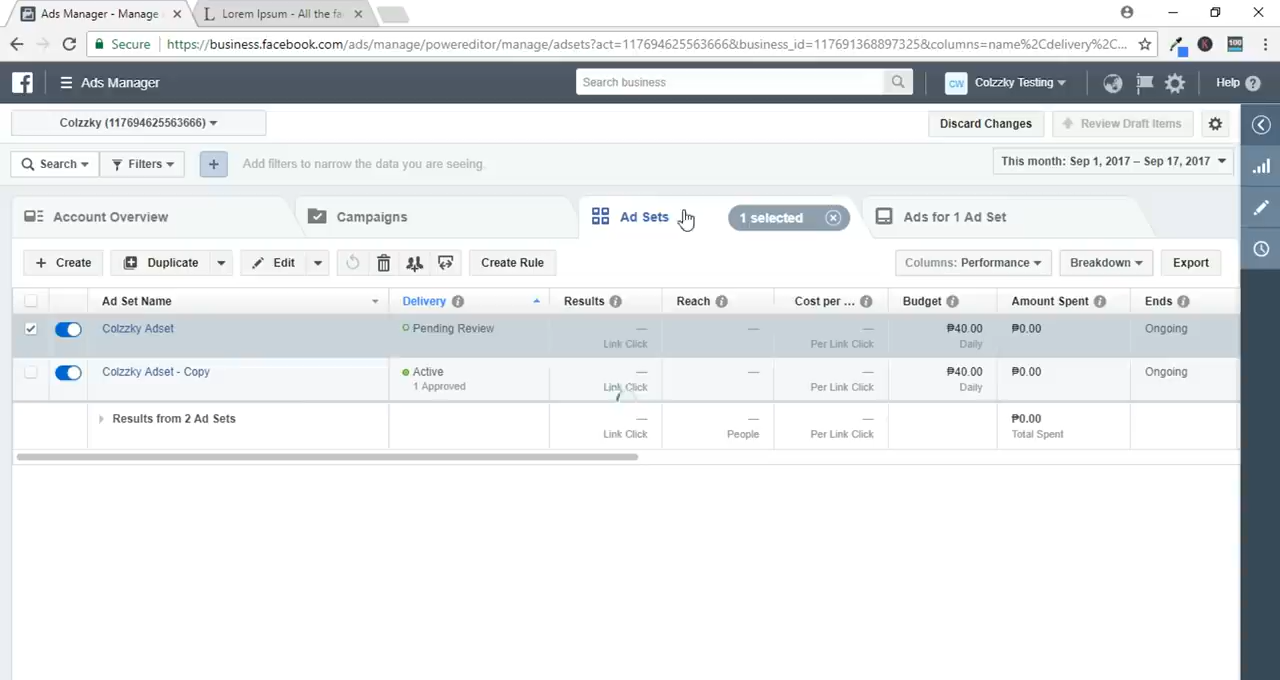 Ads Manager - Manage
Lorem Ipsum - All the fa
Secure
https://business.facebook.com/ads/manage/powereditor/manage/adsets?act=117694625563666&business_id=117691368897325&columns=name%2Cdelivery%2C...
Ads Manager
Search business
CW
Colzzky Testing
Help
Colzzky (117694625563666)
Discard Changes
Review Draft Items
Search
Filters
Add filters to narrow the data you are seeing.
This month: Sep 1, 2017 – Sep 17, 2017
Account Overview
Campaigns
Ad Sets
1 selected
Ads for 1 Ad Set
Create
Duplicate
Edit
Create Rule
Columns: Performance
Breakdown
Export
Ad Set Name
Delivery
Results
Reach
Cost per ...
Budget
Amount Spent
Ends
Colzzky Adset
Pending Review
—
—
—
₱40.00
₱0.00
Ongoing
Link Click
Per Link Click
Daily
Colzzky Adset - Copy
Active
—
—
—
₱40.00
₱0.00
Ongoing
1 Approved
Link Click
Per Link Click
Daily
Results from 2 Ad Sets
—
—
—
₱0.00
Link Click
People
Per Link Click
Total Spent